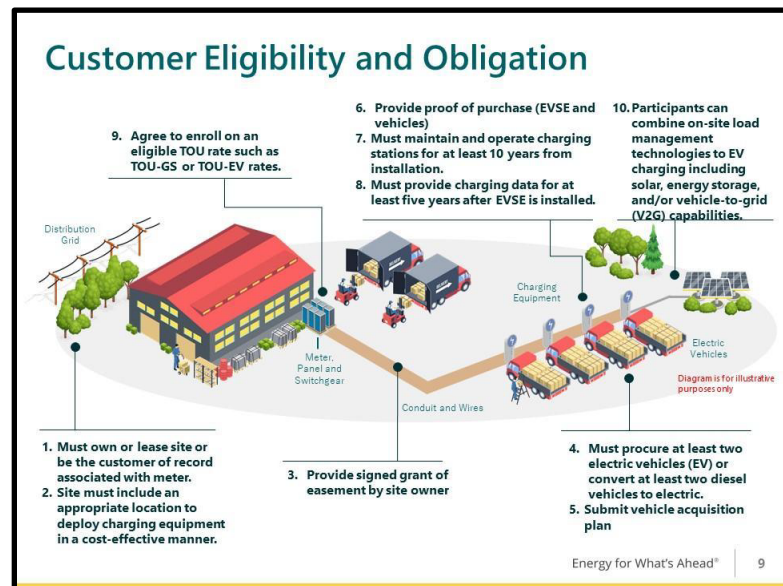 Customer Eligibility and Obligation
9. Agree to enroll on an
eligible TOU rate such as
TOU-GS or TOU-EV rates.
6. Provide proof of purchase (EVSE and
vehicles)
7. Must maintain and operate charging
stations for at least 10 years from
installation.
8. Must provide charging data for at
least five years after EVSE is installed.
10. Participants can
combine on-site load
management
technologies to EV
charging including
solar, energy storage,
and/or vehicle-to-grid
(V2G) capabilities.
Distribution
Grid
Charging
Equipment
Meter,
Panel and
Switchgear
Electric
Vehicles
Conduit and Wires
Diagram is for illustrative
purposes only
1. Must own or lease site or
be the customer of record
associated with meter.
2. Site must include an
appropriate location to
deploy charging equipment
in a cost-effective manner.
3. Provide signed grant of
easement by site owner
4. Must procure at least two
electric vehicles (EV) or
convert at least two diesel
vehicles to electric.
5. Submit vehicle acquisition
plan
Energy for What's Ahead®
9